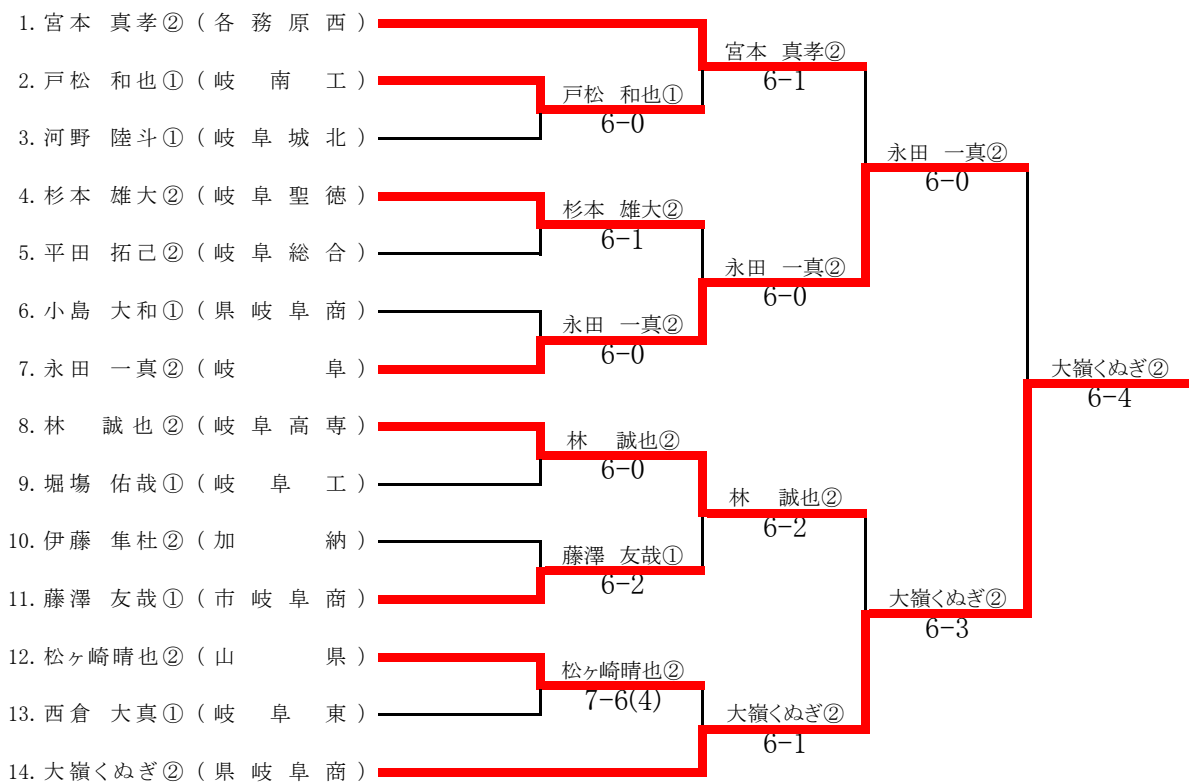 1. 宮本 真孝② ( 各務原西 )
2. 戸松 和也① ( 岐南工 )
3. 河野 陸斗① ( 岐阜城北 )
4. 杉本 雄大② ( 岐阜聖徳 )
5. 平田 拓己② ( 岐阜総合 )
6. 小島 大和① ( 県岐阜商 )
7. 永田 一真② ( 岐阜 )
8. 林 誠也② ( 岐阜高専 )
9. 堀場 佑哉① ( 岐阜工 )
10. 伊藤 隼杜② ( 加納 )
11. 藤澤 友哉① ( 市岐阜商 )
12. 松ヶ崎晴也② ( 山県 )
13. 西倉 大真① ( 岐阜東 )
14. 大嶺くぬぎ② ( 県岐阜商 )
戸松 和也①
6-0
杉本 雄大②
6-1
永田 一真②
6-0
林 誠也②
6-0
藤澤 友哉①
6-2
松ヶ崎晴也②
7-6(4)
宮本 真孝②
6-1
永田 一真②
6-0
林 誠也②
6-2
大嶺くぬぎ②
6-1
永田 一真②
6-0
大嶺くぬぎ②
6-3
大嶺くぬぎ②
6-4